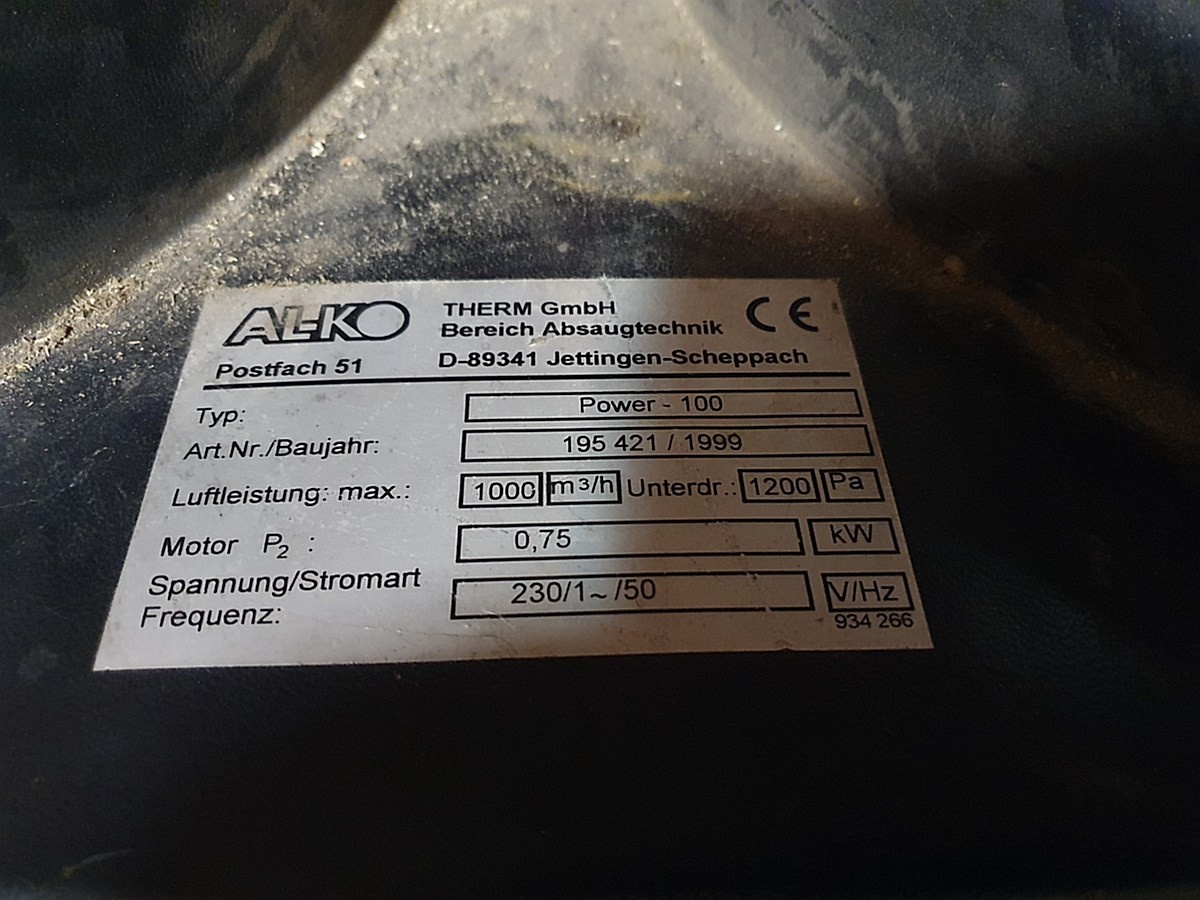 AL-KO THERM GmbH CE
Bereich Absaugtechnik
Postfach 51 D-89341 Jettingen-Scheppach
Typ: Power - 100
Art.Nr./Baujahr: 195 421 / 1999
Luftleistung: max.: 1000 m³/h Unterdr.: 1200 Pa
Motor P₂ : 0,75 kW
Spannung/Stromart
Frequenz: 230/1~ /50 V/Hz
934 266